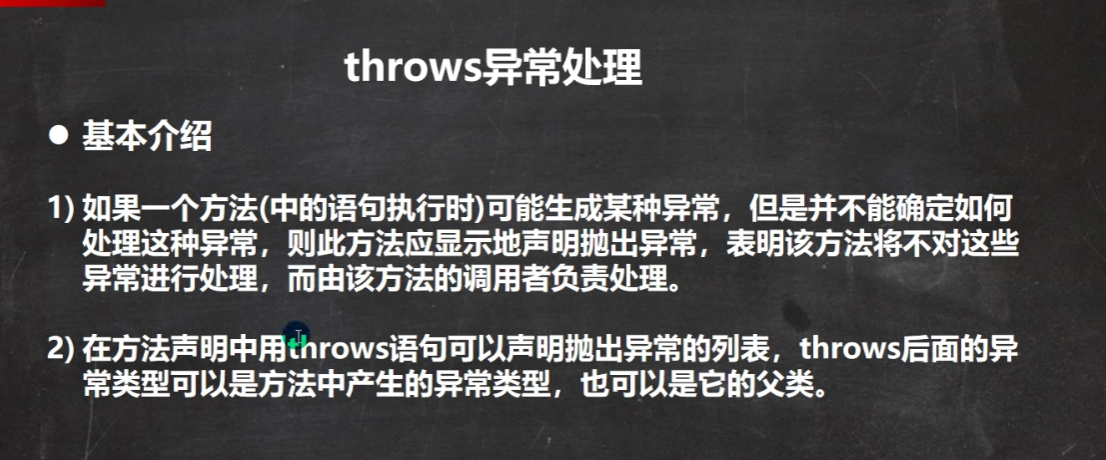 throws异常处理
● 基本介绍
1) 如果一个方法(中的语句执行时)可能生成某种异常，但是并不能确定如何
处理这种异常，则此方法应显示地声明抛出异常，表明该方法将不对这些
异常进行处理，而由该方法的调用者负责处理。
2) 在方法声明中用throws语句可以声明抛出异常的列表，throws后面的异
常类型可以是方法中产生的异常类型，也可以是它的父类。